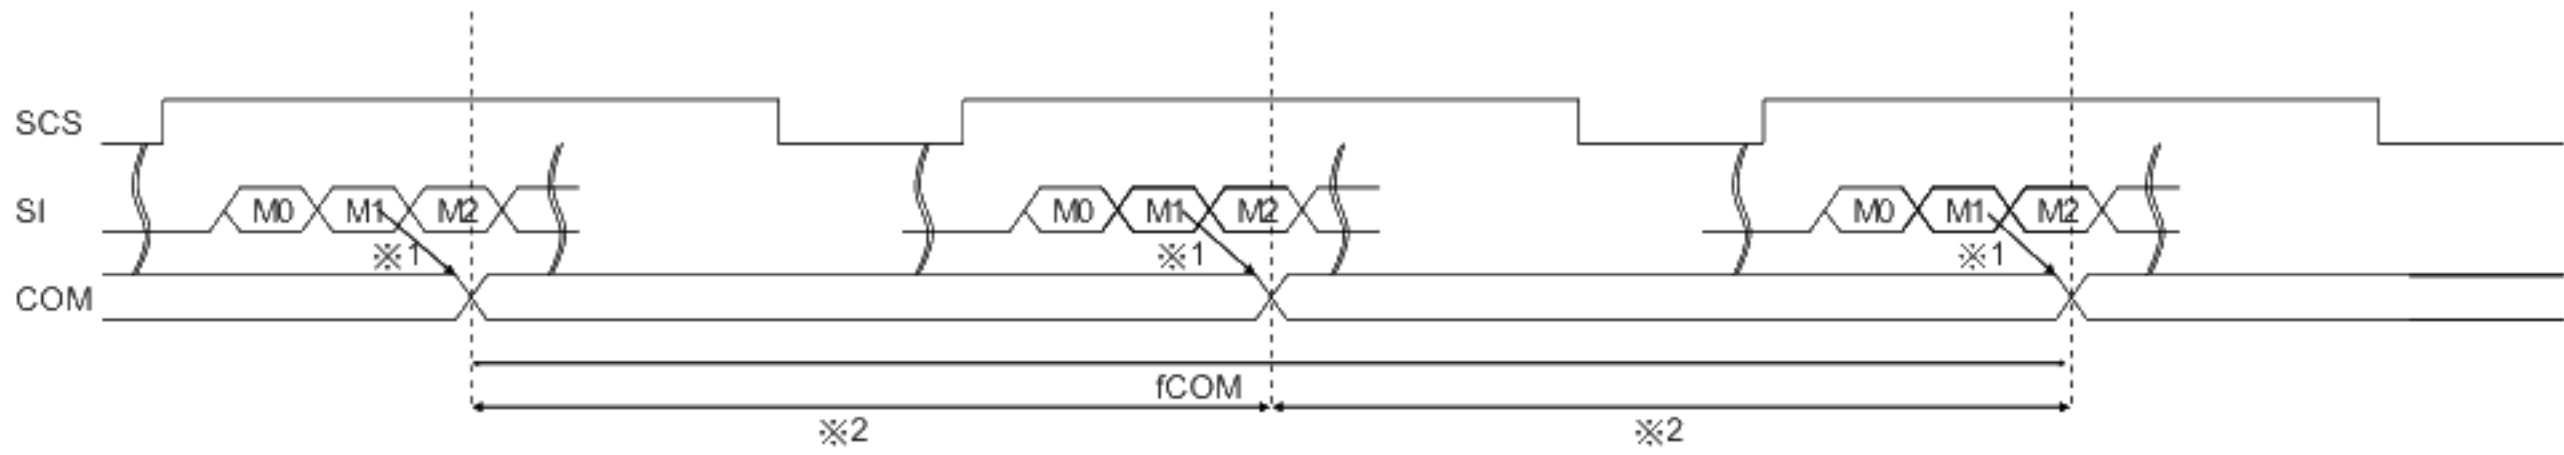 SCS
SI M0 M1 M2 M0 M1 M2 M0 M1 M2
※1 ※1 ※1
COM
fCOM
※2 ※2